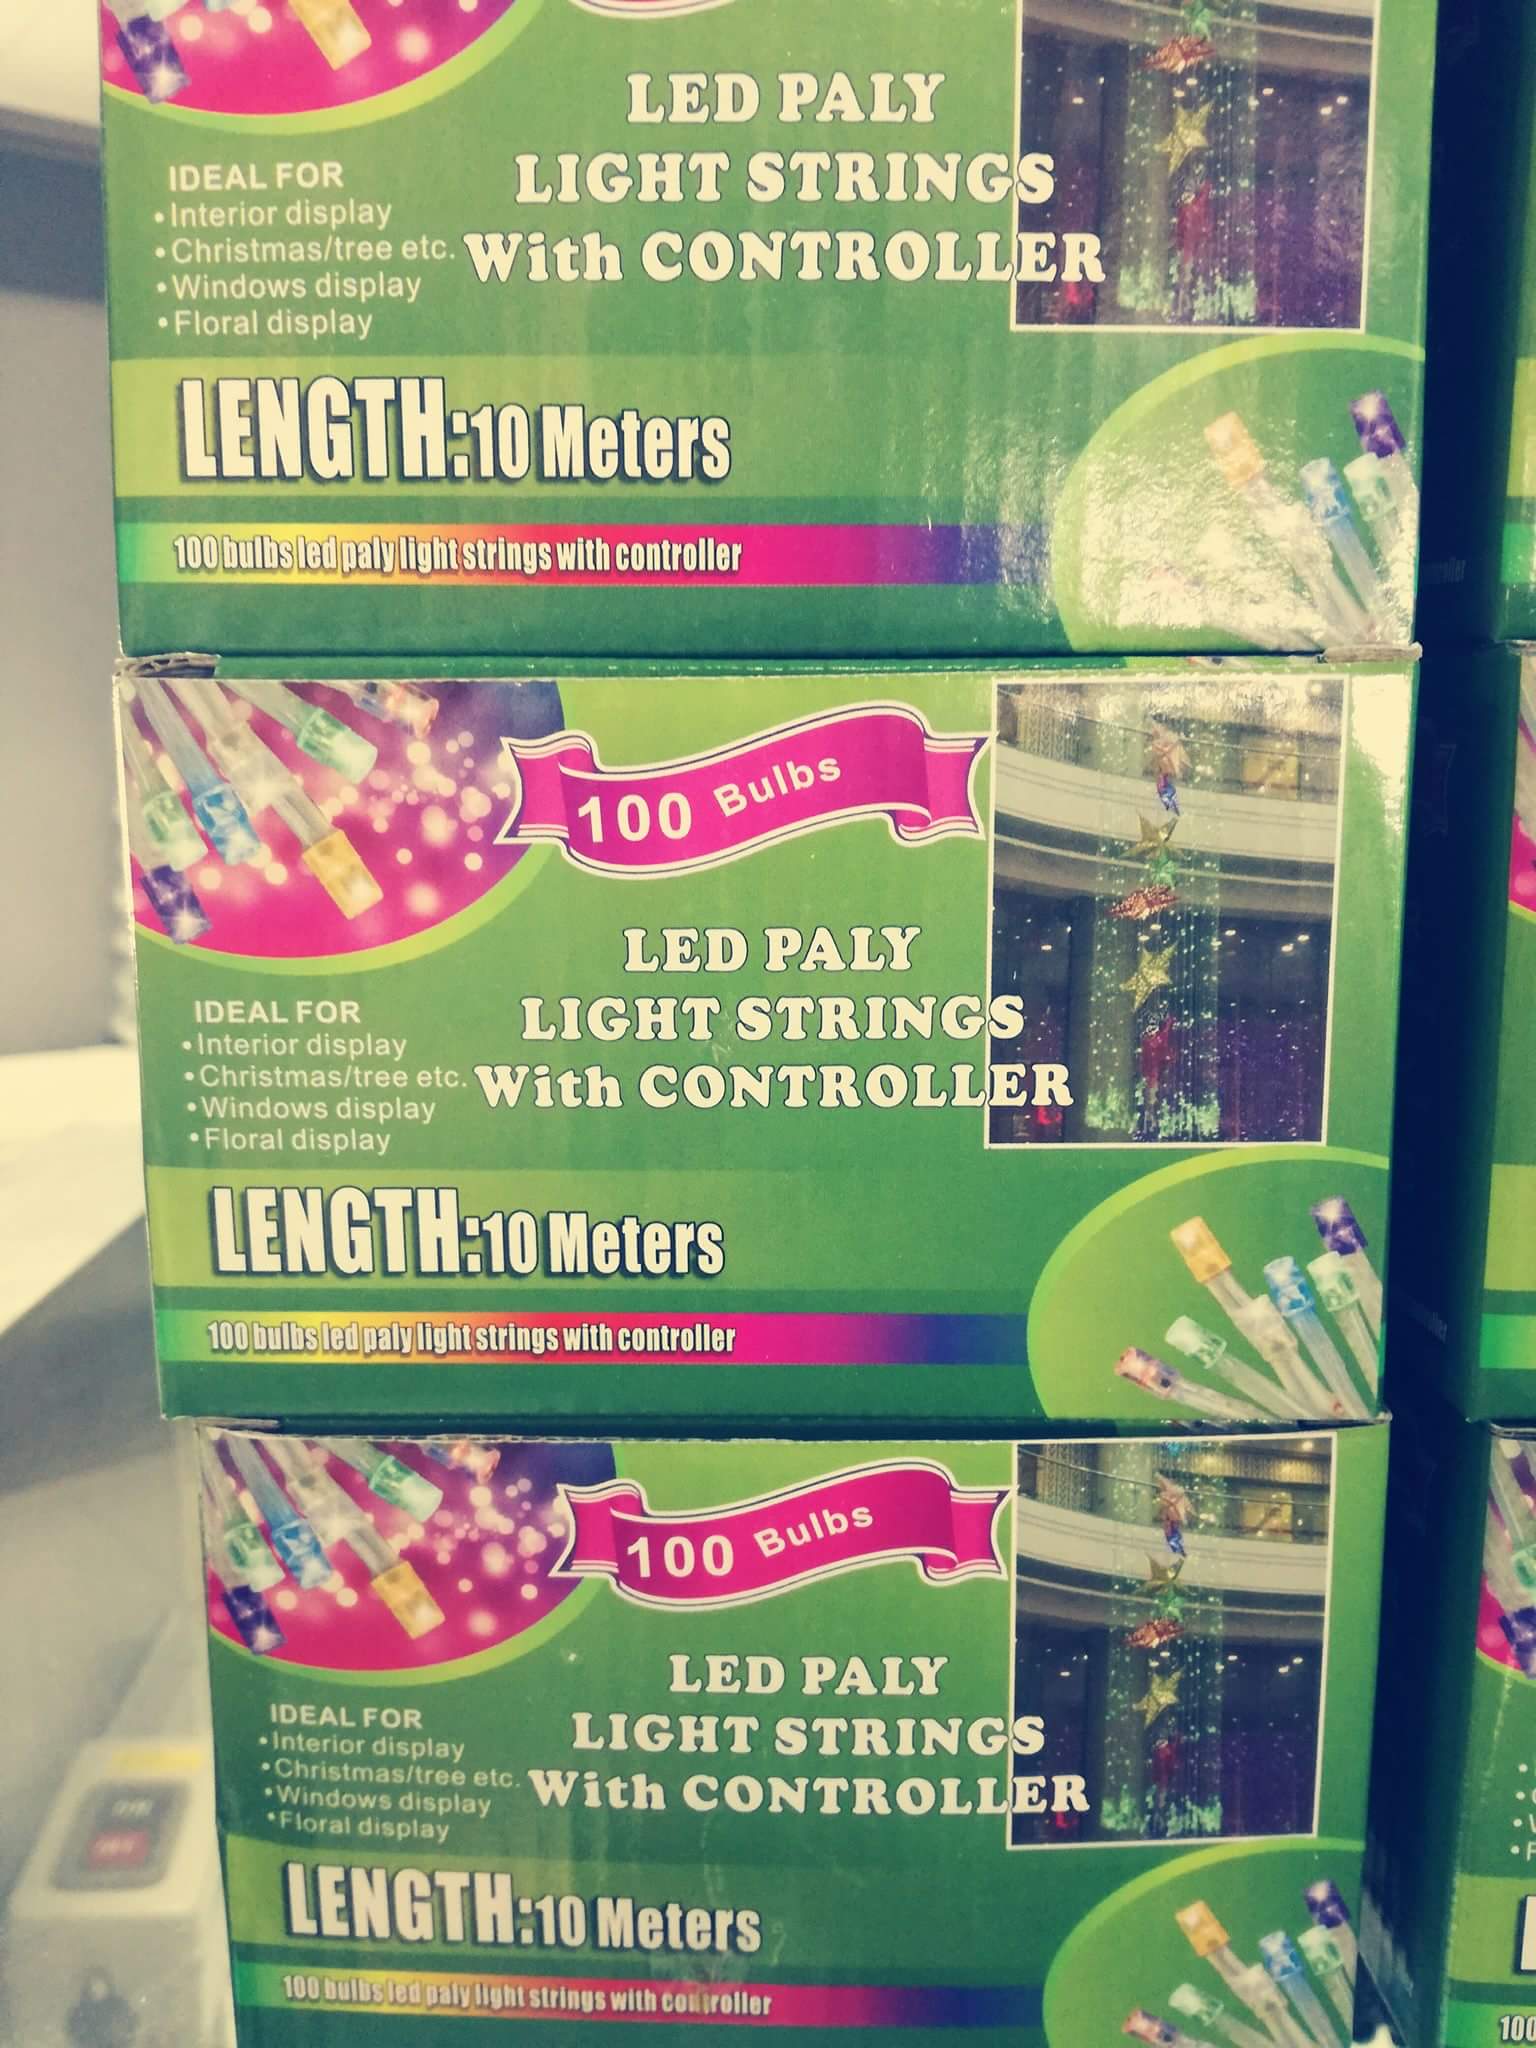 LED PALY
LIGHT STRINGS
With CONTROLLER
IDEAL FOR
•Interior display
•Christmas/tree etc.
•Windows display
•Floral display
LENGTH:10 Meters
100 bulbs led paly light strings with controller
100 Bulbs
LED PALY
LIGHT STRINGS
With CONTROLLER
IDEAL FOR
•Interior display
•Christmas/tree etc.
•Windows display
•Floral display
LENGTH:10 Meters
100 bulbs led paly light strings with controller
100 Bulbs
LED PALY
LIGHT STRINGS
With CONTROLLER
IDEAL FOR
•Interior display
•Christmas/tree etc.
•Windows display
•Floral display
LENGTH:10 Meters
100 bulbs led paly light strings with controller
100